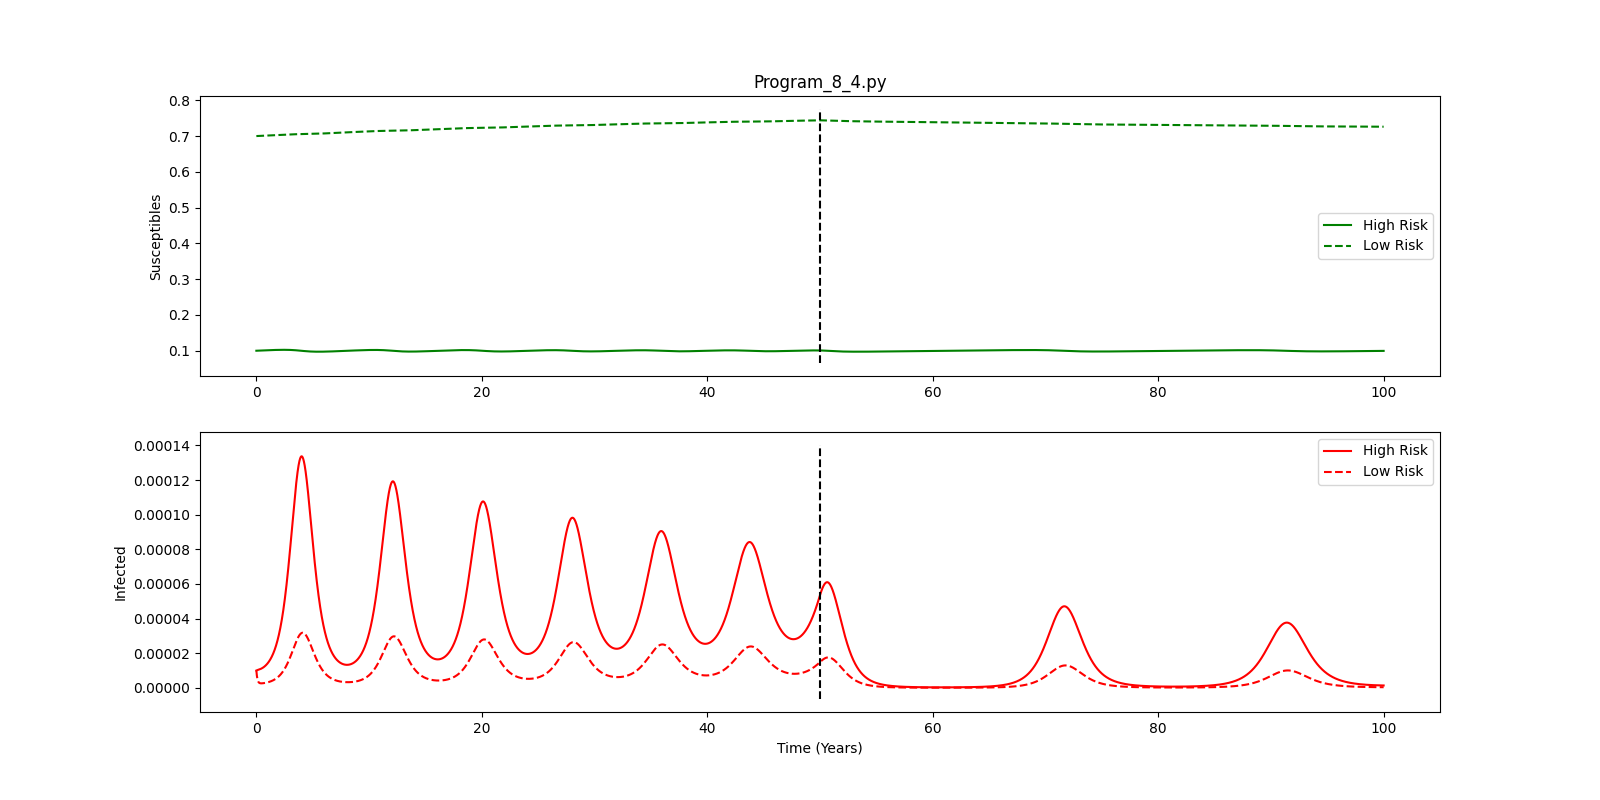 Program_8_4.py
0.8
0.7
0.6
0.5
0.4
0.3
0.2
0.1
Susceptibles
High Risk
Low Risk
0 20 40 60 80 100
0.00014
0.00012
0.00010
0.00008
0.00006
0.00004
0.00002
0.00000
Infected
High Risk
Low Risk
0 20 40 60 80 100
Time (Years)